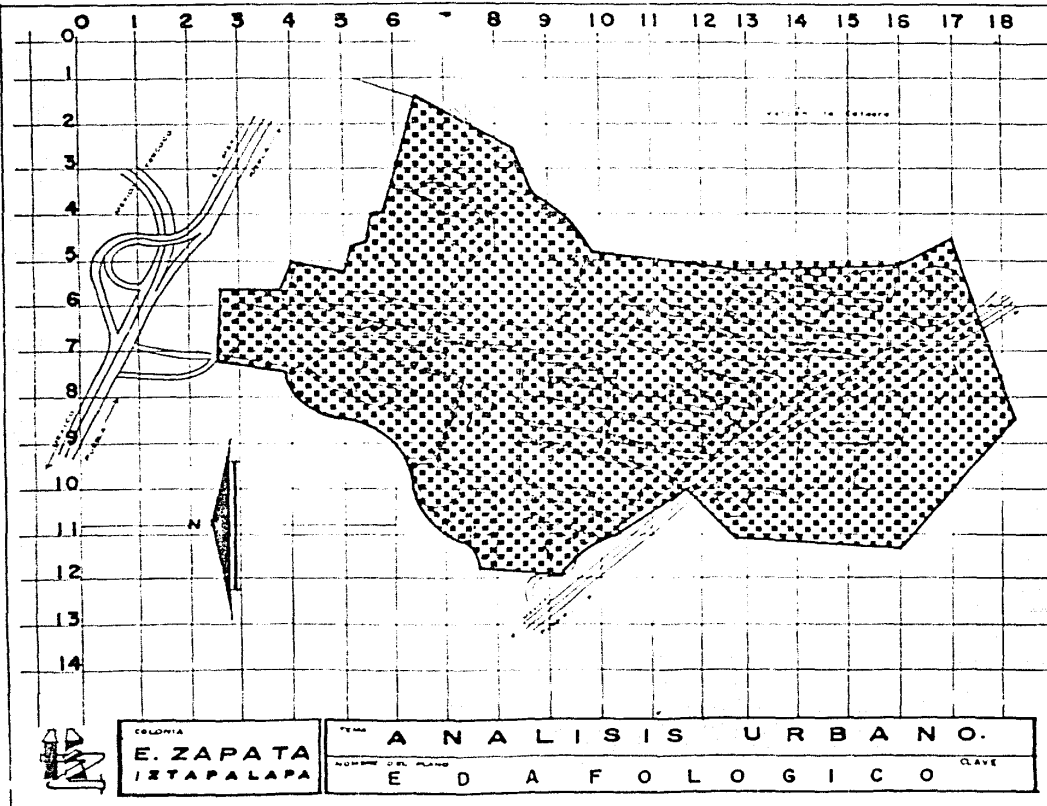 0 1 2 3 4 5 6 7 8 9 10 11 12 13 14 15 16 17 18
0
1
2
3
4
5
6
7
8
9
10
11
12
13
14
N
COLONIA
E. ZAPATA
IZTAPALAPA
TEMA
ANALISIS URBANO.
NOMBRE DEL PLANO
EDAFOLOGICO
CLAVE